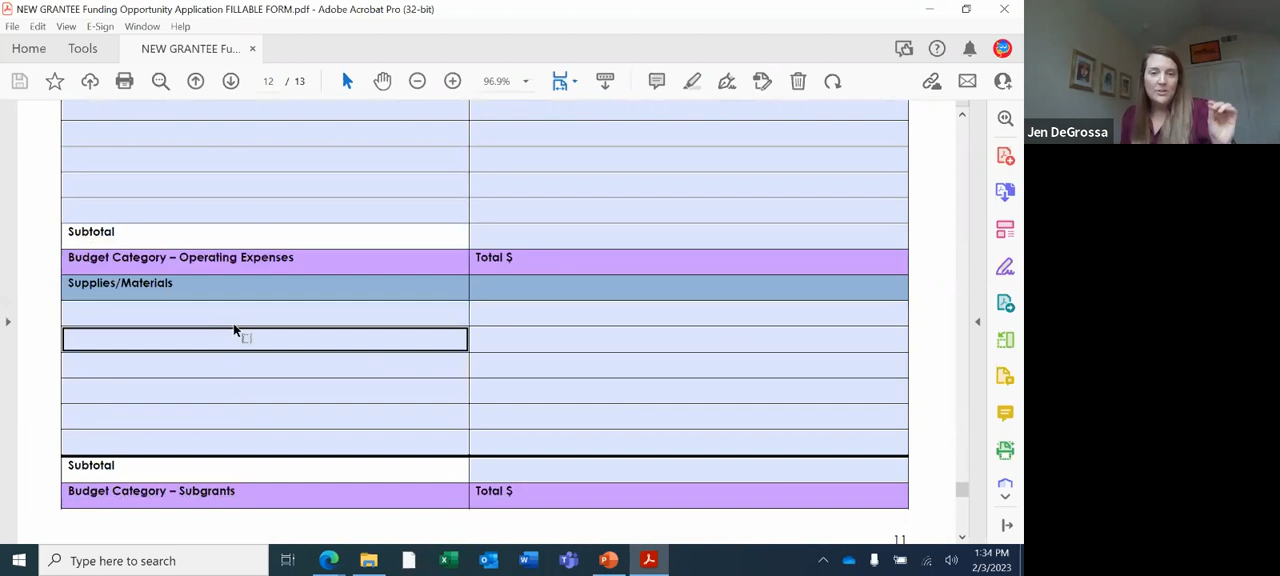 NEW GRANTEE Funding Opportunity Application FILLABLE FORM.pdf - Adobe Acrobat Pro (32-bit)
File Edit View E-Sign Window Help
Home Tools NEW GRANTEE Fu... ×
12 / 13 96.9%
Jen DeGrossa
Subtotal
Budget Category – Operating Expenses Total $
Supplies/Materials
Subtotal
Budget Category – Subgrants Total $
11
Type here to search
1:34 PM
2/3/2023